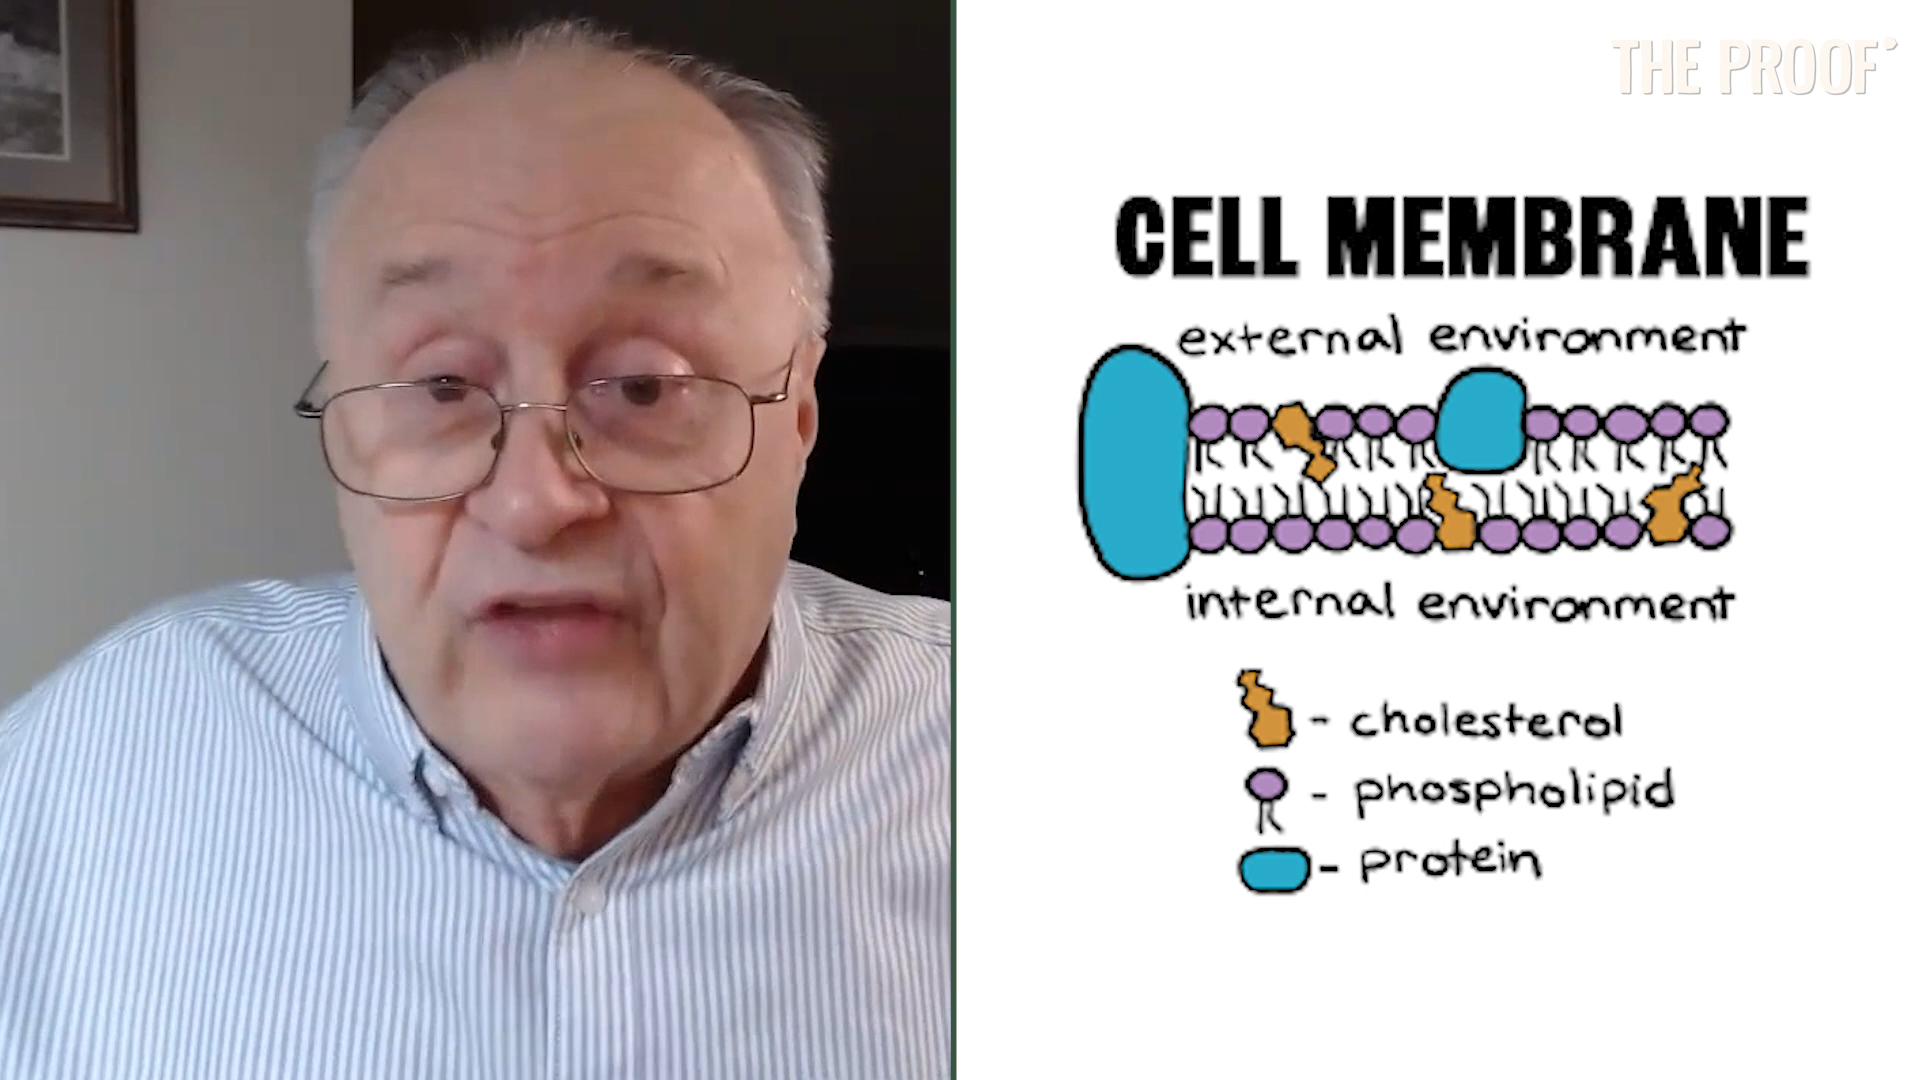 THE PROOF
CELL MEMBRANE
external environment
internal environment
- cholesterol
- phospholipid
- protein